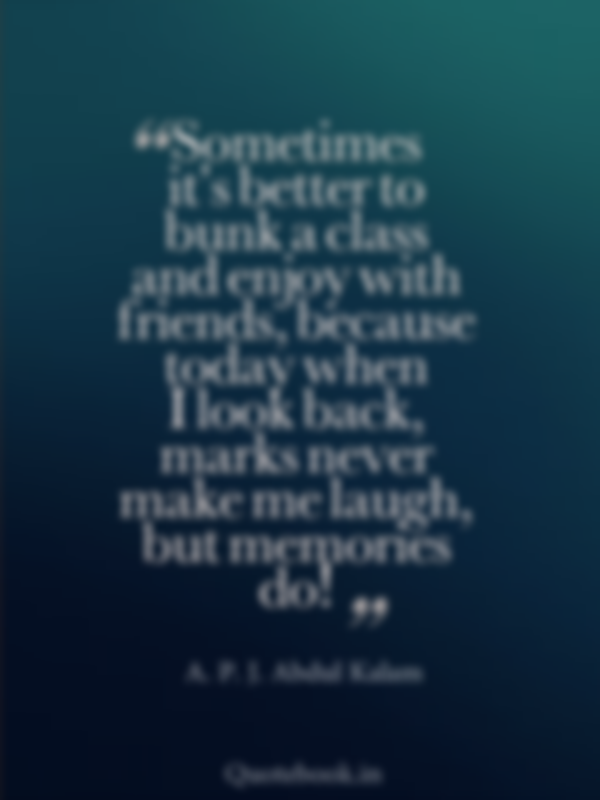 “Sometimes
it's better to
bunk a class
and enjoy with
friends, because
today when
I look back,
marks never
make me laugh,
but memories
do! ”
A. P. J. Abdul Kalam
Quotebook.in